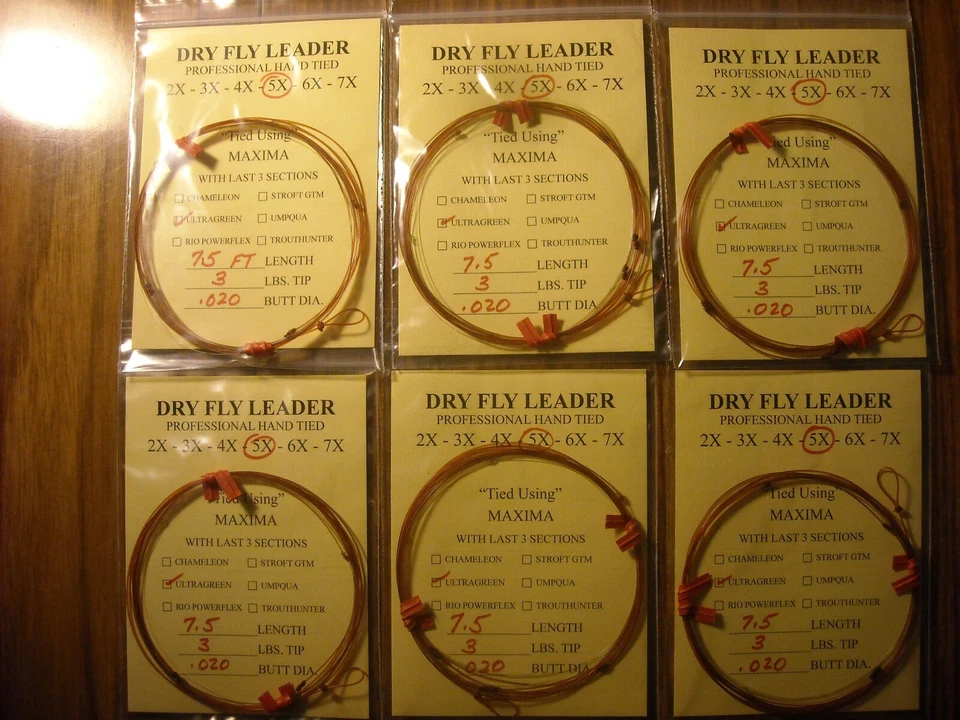 DRY FLY LEADER
PROFESSIONAL HAND TIED
2X - 3X - 4X - 5X - 6X - 7X
"Tied Using"
MAXIMA
WITH LAST 3 SECTIONS
CHAMELEON STROFT GTM
ULTRAGREEN UMPQUA
RIO POWERFLEX TROUTHUNTER
7.5 FT LENGTH
3 LBS. TIP
.020 BUTT DIA.
DRY FLY LEADER
PROFESSIONAL HAND TIED
2X - 3X - 4X - 5X - 6X - 7X
"Tied Using"
MAXIMA
WITH LAST 3 SECTIONS
CHAMELEON STROFT GTM
ULTRAGREEN UMPQUA
RIO POWERFLEX TROUTHUNTER
7.5 LENGTH
3 LBS. TIP
.020 BUTT DIA.
DRY FLY LEADER
PROFESSIONAL HAND TIED
2X - 3X - 4X - 5X - 6X - 7X
Tied Using"
MAXIMA
WITH LAST 3 SECTIONS
CHAMELEON STROFT GTM
ULTRAGREEN UMPQUA
RIO POWERFLEX TROUTHUNTER
7.5 LENGTH
3 LBS. TIP
.020 BUTT DIA.
DRY FLY LEADER
PROFESSIONAL HAND TIED
2X - 3X - 4X - 5X - 6X - 7X
"Tied Using"
MAXIMA
WITH LAST 3 SECTIONS
CHAMELEON STROFT GTM
ULTRAGREEN UMPQUA
RIO POWERFLEX TROUTHUNTER
7.5 LENGTH
3 LBS. TIP
.020 BUTT DIA.
DRY FLY LEADER
PROFESSIONAL HAND TIED
2X - 3X - 4X - 5X - 6X - 7X
"Tied Using"
MAXIMA
WITH LAST 3 SECTIONS
CHAMELEON STROFT GTM
ULTRAGREEN UMPQUA
RIO POWERFLEX TROUTHUNTER
7.5 LENGTH
3 LBS. TIP
.020 BUTT DIA.
DRY FLY LEADER
PROFESSIONAL HAND TIED
2X - 3X - 4X - 5X - 6X - 7X
"Tied Using"
MAXIMA
WITH LAST 3 SECTIONS
CHAMELEON STROFT GTM
ULTRAGREEN UMPQUA
RIO POWERFLEX TROUTHUNTER
7.5 LENGTH
3 LBS. TIP
.020 BUTT DIA.